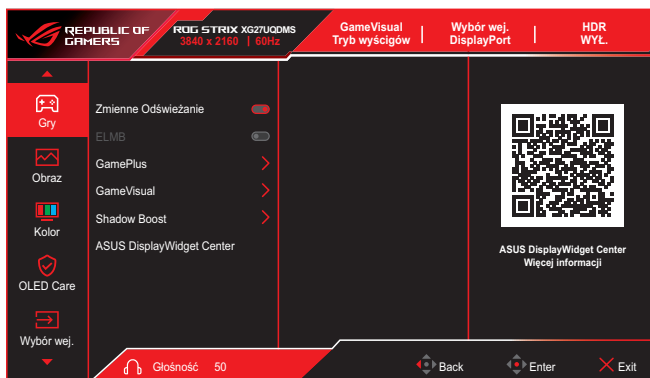 REPUBLIC OF
GAMERS
ROG STRIX XG27UQDMS
3840 x 2160 | 60Hz
GameVisual
Tryb wyścigów
Wybór wej.
DisplayPort
HDR
WYŁ.
Gry
Obraz
Kolor
OLED Care
Wybór wej.
Zmienne Odświeżanie
ELMB
GamePlus
GameVisual
Shadow Boost
ASUS DisplayWidget Center
ASUS DisplayWidget Center
Więcej informacji
Głośność 50
Back
Enter
Exit